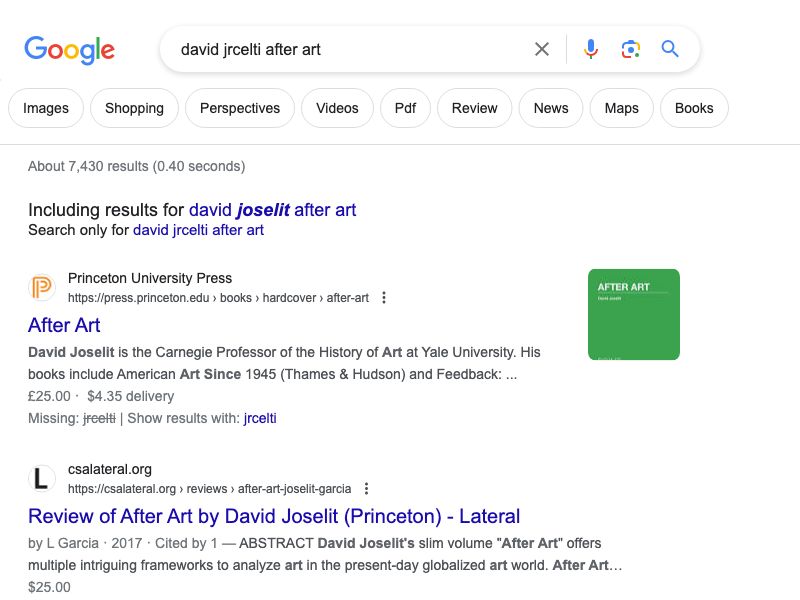 Google
david jrcelti after art
Images Shopping Perspectives Videos Pdf Review News Maps Books
About 7,430 results (0.40 seconds)
Including results for david joselit after art
Search only for david jrcelti after art
Princeton University Press
https://press.princeton.edu › books › hardcover › after-art
After Art
David Joselit is the Carnegie Professor of the History of Art at Yale University. His
books include American Art Since 1945 (Thames & Hudson) and Feedback: ...
£25.00 · $4.35 delivery
Missing: jrcelti | Show results with: jrcelti
AFTER ART
David Joselit
csalateral.org
https://csalateral.org › reviews › after-art-joselit-garcia
Review of After Art by David Joselit (Princeton) - Lateral
by L Garcia · 2017 · Cited by 1 — ABSTRACT David Joselit's slim volume "After Art" offers
multiple intriguing frameworks to analyze art in the present-day globalized art world. After Art…
$25.00